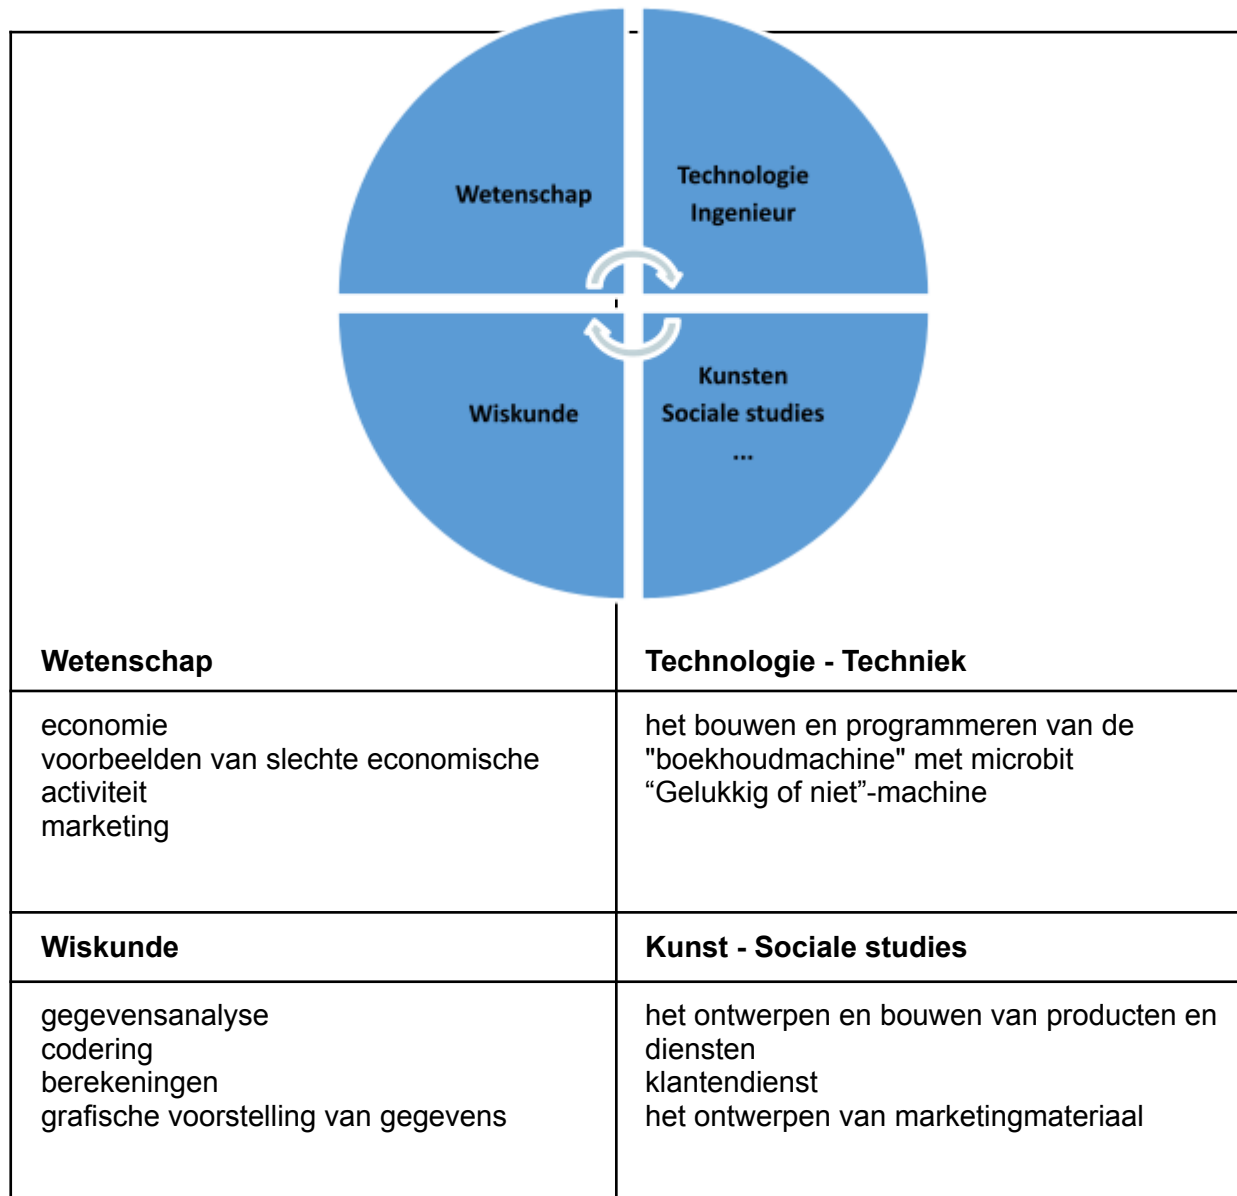 Wetenschap
Technologie
Ingenieur
Wiskunde
Kunsten
Sociale studies
...
Wetenschap
Technologie - Techniek
economie
voorbeelden van slechte economische
activiteit
marketing
het bouwen en programmeren van de
"boekhoudmachine" met microbit
“Gelukkig of niet”-machine
Wiskunde
Kunst - Sociale studies
gegevensanalyse
codering
berekeningen
grafische voorstelling van gegevens
het ontwerpen en bouwen van producten en
diensten
klantendienst
het ontwerpen van marketingmateriaal